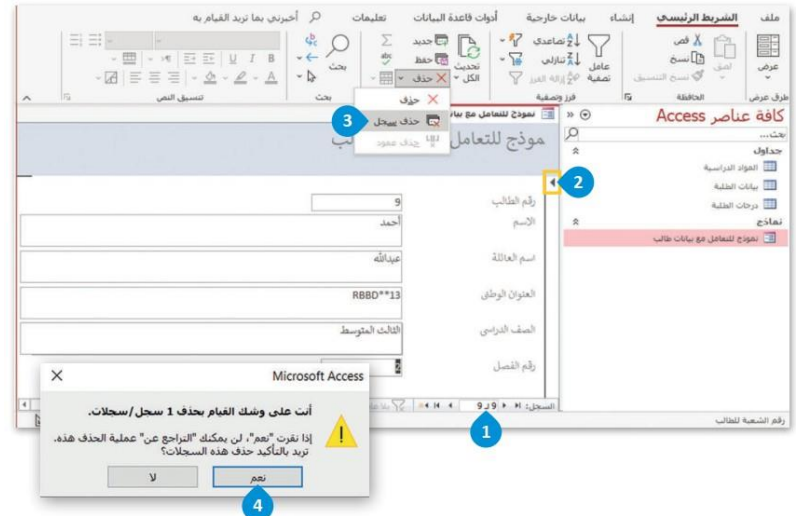 ملف الشريط الرئيسي إنشاء بيانات خارجية أدوات قاعدة البيانات تعليمات أخبرني بما تريد القيام به
عرض
لصق
قص
نسخ
نسخ التنسيق
عامل تصفية
تصاعدي
تنازلي
إزالة الفرز
تحديث الكل
جديد
حفظ
حذف
بحث
B I U
طرق عرض الحافظة فرز وتصفية بحث تنسيق النص
حذف
حذف سجل
3
حذف عمود
كافة عناصر Access
بحث...
جداول
المواد الدراسية
بيانات الطلبة
درجات الطلبة
نماذج
نموذج للتعامل مع بيانات طالب
نموذج للتعامل مع
موذج للتعامل
2
رقم الطالب 9
الاسم أحمد
اسم العائلة عبدالله
العنوان الوطني RBBD**13
الصف الدراسي الثالث المتوسط
رقم الفصل 2
السجل: 9 لـ 9
1
رقم الشعبة للطالب
Microsoft Access
أنت على وشك القيام بحذف 1 سجل/سجلات.
إذا نقرت "نعم"، لن يمكنك "التراجع عن" عملية الحذف هذه.
تريد بالتأكيد حذف هذه السجلات؟
نعم لا
4